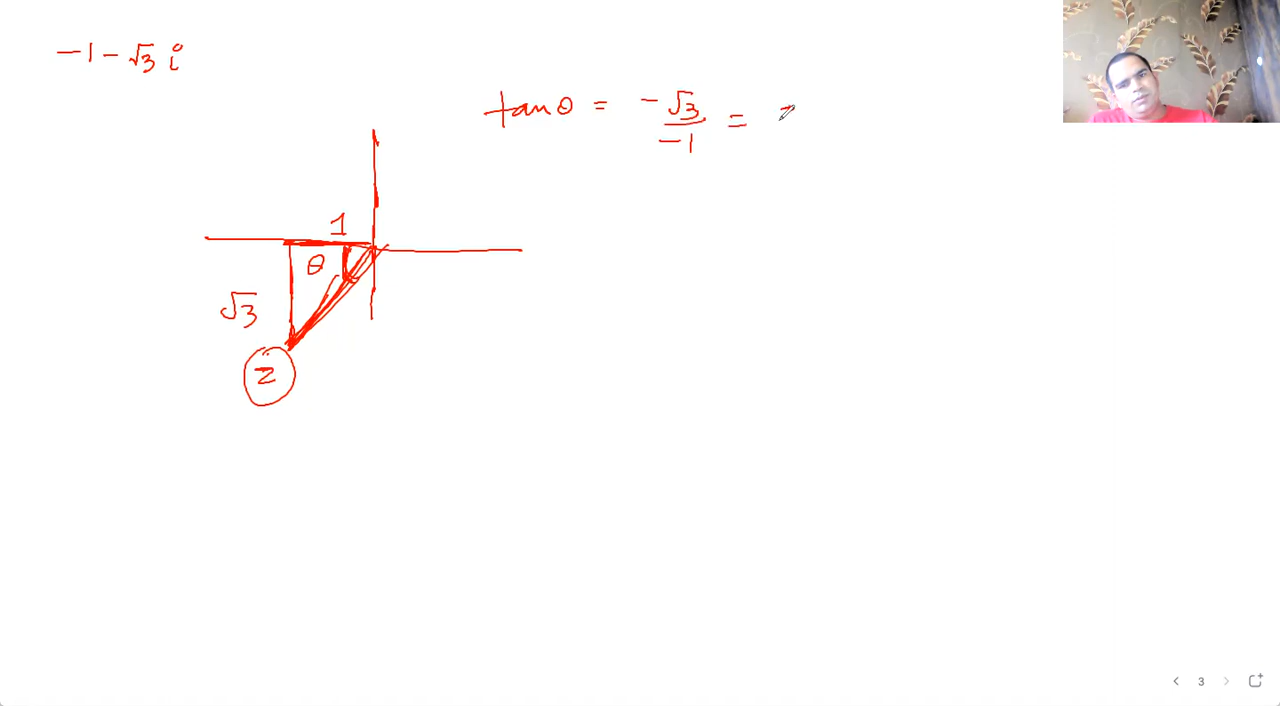 -1 - √3 i
tan θ = -√3/-1 =
1
θ
√3
z
3